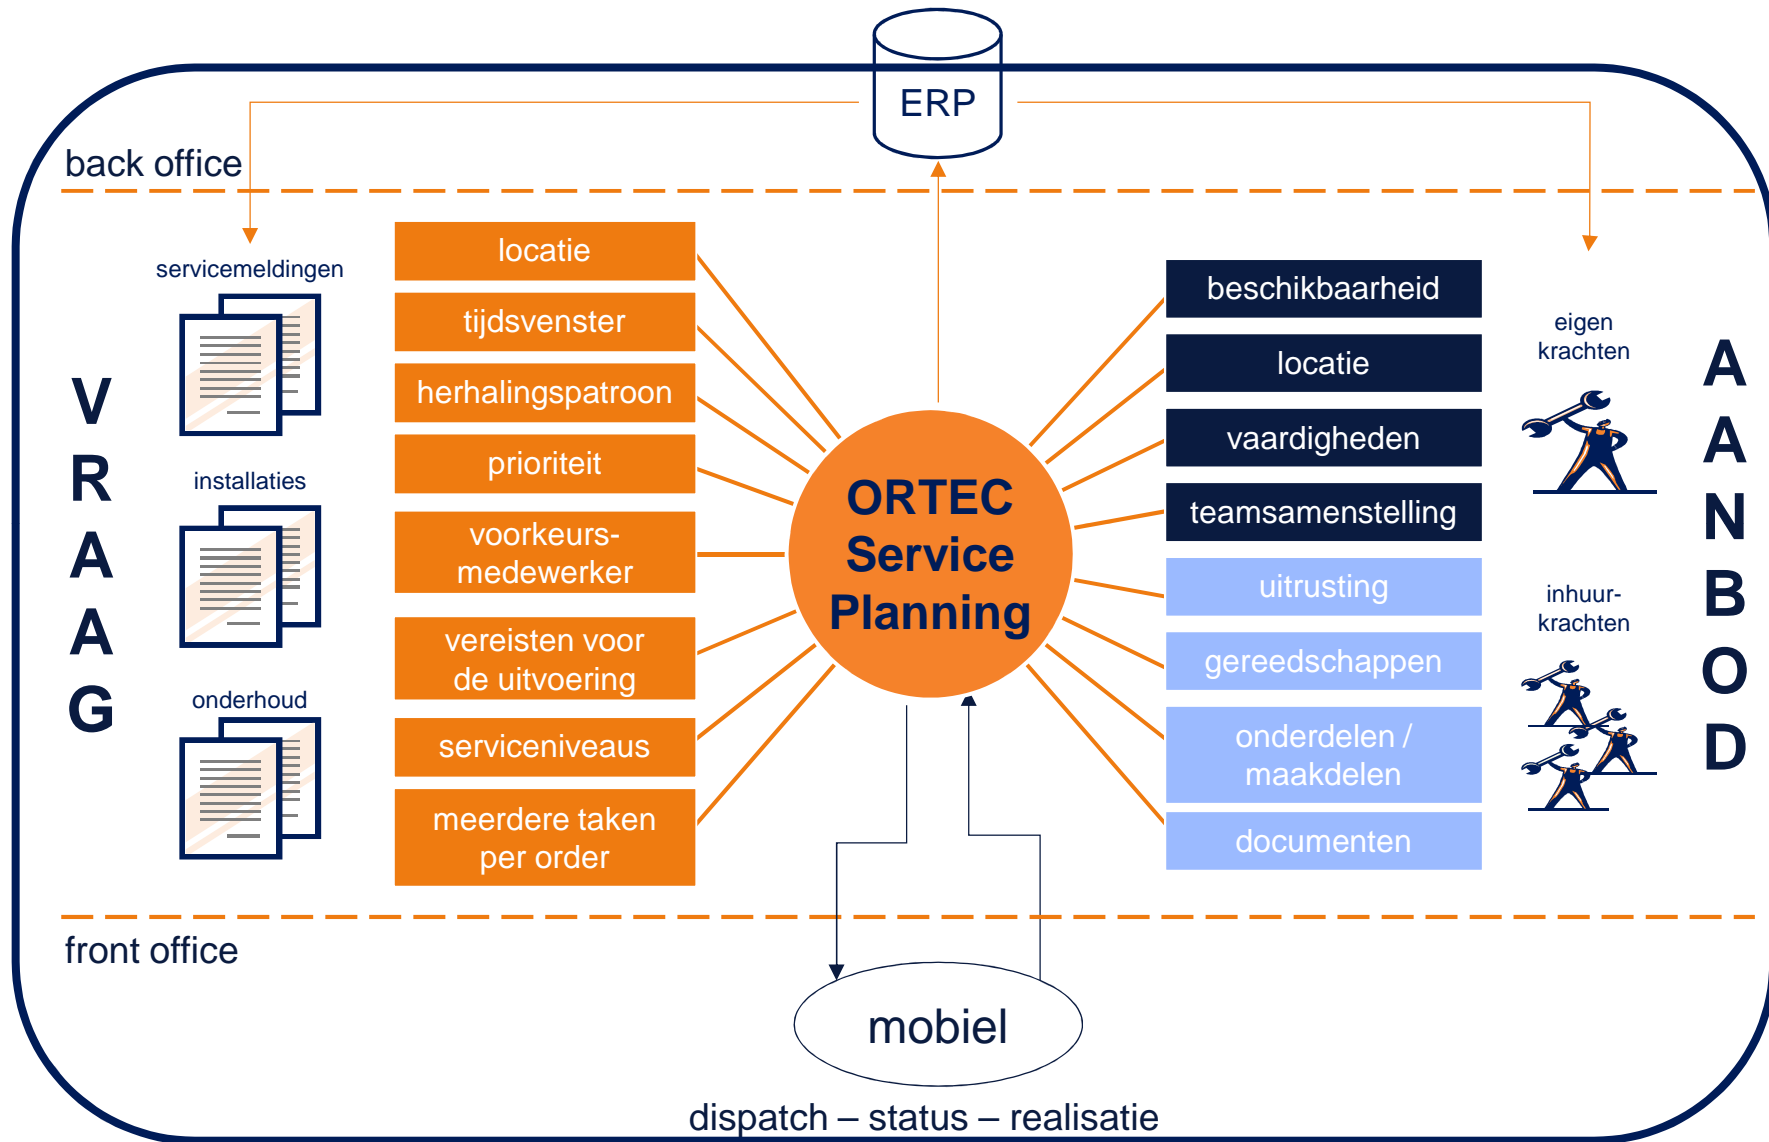 ERP
back office
V
R
A
A
G
servicemeldingen
installaties
onderhoud
locatie
tijdsvenster
herhalingspatroon
prioriteit
voorkeurs-
medewerker
vereisten voor
de uitvoering
serviceniveaus
meerdere taken
per order
ORTEC
Service
Planning
beschikbaarheid
locatie
vaardigheden
teamsamenstelling
uitrusting
gereedschappen
onderdelen /
maakdelen
documenten
eigen
krachten
inhuur-
krachten
A
A
N
B
O
D
front office
mobiel
dispatch – status – realisatie